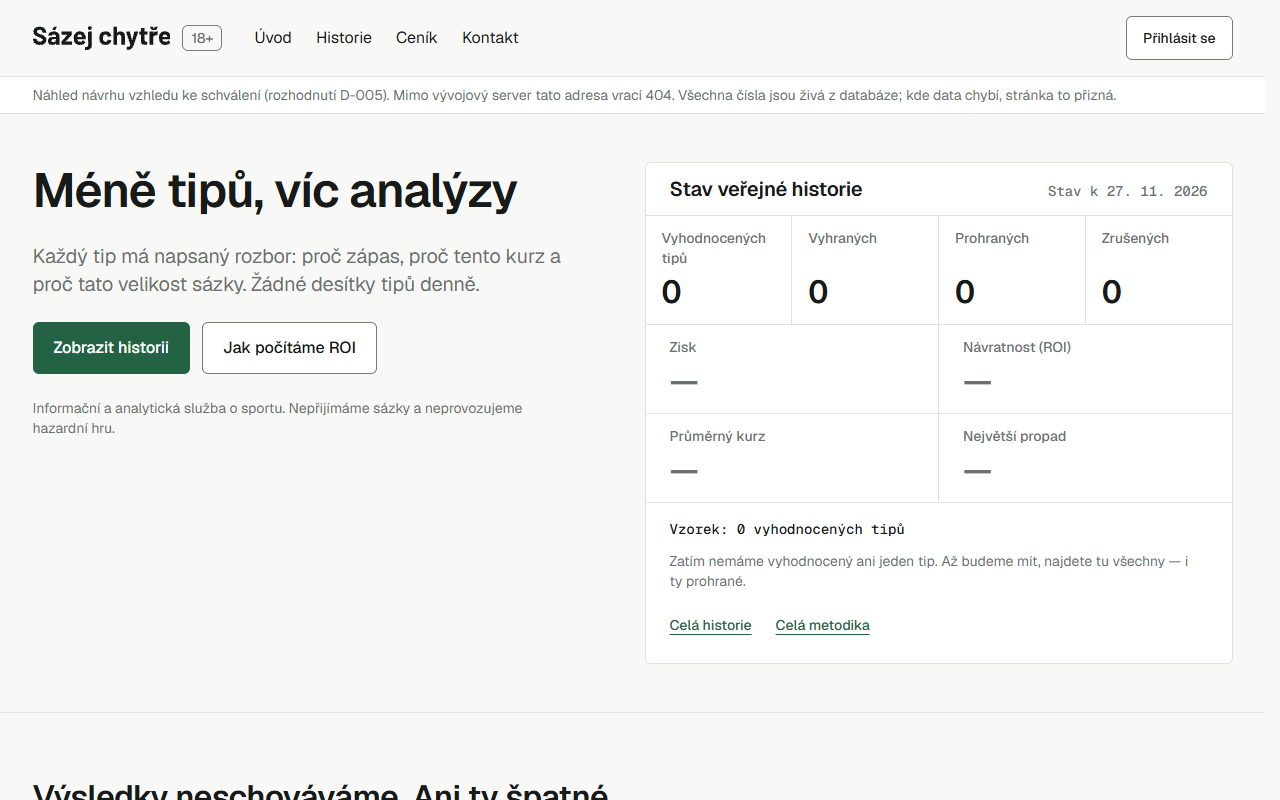 Sázej chytře 18+ Úvod Historie Ceník Kontakt Přihlásit se
Náhled návrhu vzhledu ke schválení (rozhodnutí D-005). Mimo vývojový server tato adresa vrací 404. Všechna čísla jsou živá z databáze; kde data chybí, stránka to přizná.
Méně tipů, víc analýzy
Každý tip má napsaný rozbor: proč zápas, proč tento kurz a
proč tato velikost sázky. Žádné desítky tipů denně.
Zobrazit historii Jak počítáme ROI
Informační a analytická služba o sportu. Nepřijímáme sázky a neprovozujeme
hazardní hru.
Stav veřejné historie Stav k 27. 11. 2026
Vyhodnocených
tipů
0
Vyhraných
0
Prohraných
0
Zrušených
0
Zisk
—
Návratnost (ROI)
—
Průměrný kurz
—
Největší propad
—
Vzorek: 0 vyhodnocených tipů
Zatím nemáme vyhodnocený ani jeden tip. Až budeme mít, najdete tu všechny — i
ty prohrané.
Celá historie Celá metodika
Výsledky neschováváme. Ani ty špatné.